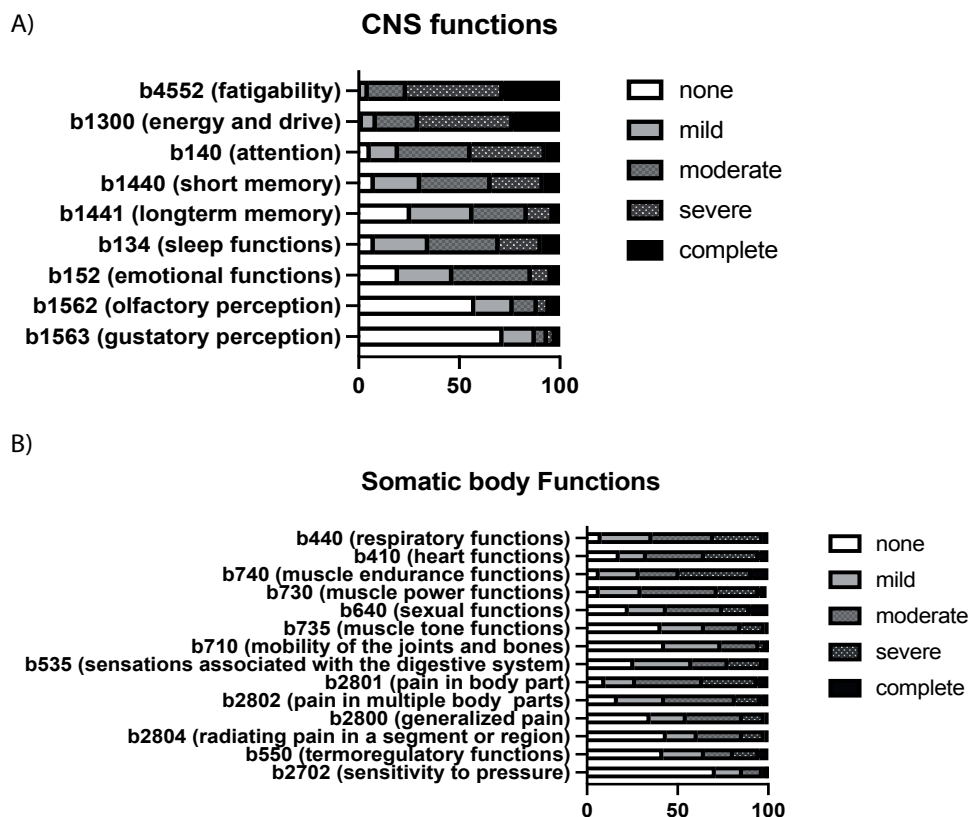 A)
CNS functions
b4552 (fatigability)
b1300 (energy and drive)
b140 (attention)
b1440 (short memory)
b1441 (longterm memory)
b134 (sleep functions)
b152 (emotional functions)
b1562 (olfactory perception)
b1563 (gustatory perception)
0 50 100
none
mild
moderate
severe
complete
B)
Somatic body Functions
b440 (respiratory functions)
b410 (heart functions)
b740 (muscle endurance functions)
b730 (muscle power functions)
b640 (sexual functions)
b735 (muscle tone functions)
b710 (mobility of the joints and bones)
b535 (sensations associated with the digestive system)
b2801 (pain in body part)
b2802 (pain in multiple body parts)
b2800 (generalized pain)
b2804 (radiating pain in a segment or region)
b550 (termoregulatory functions)
b2702 (sensitivity to pressure)
0 50 100
none
mild
moderate
severe
complete